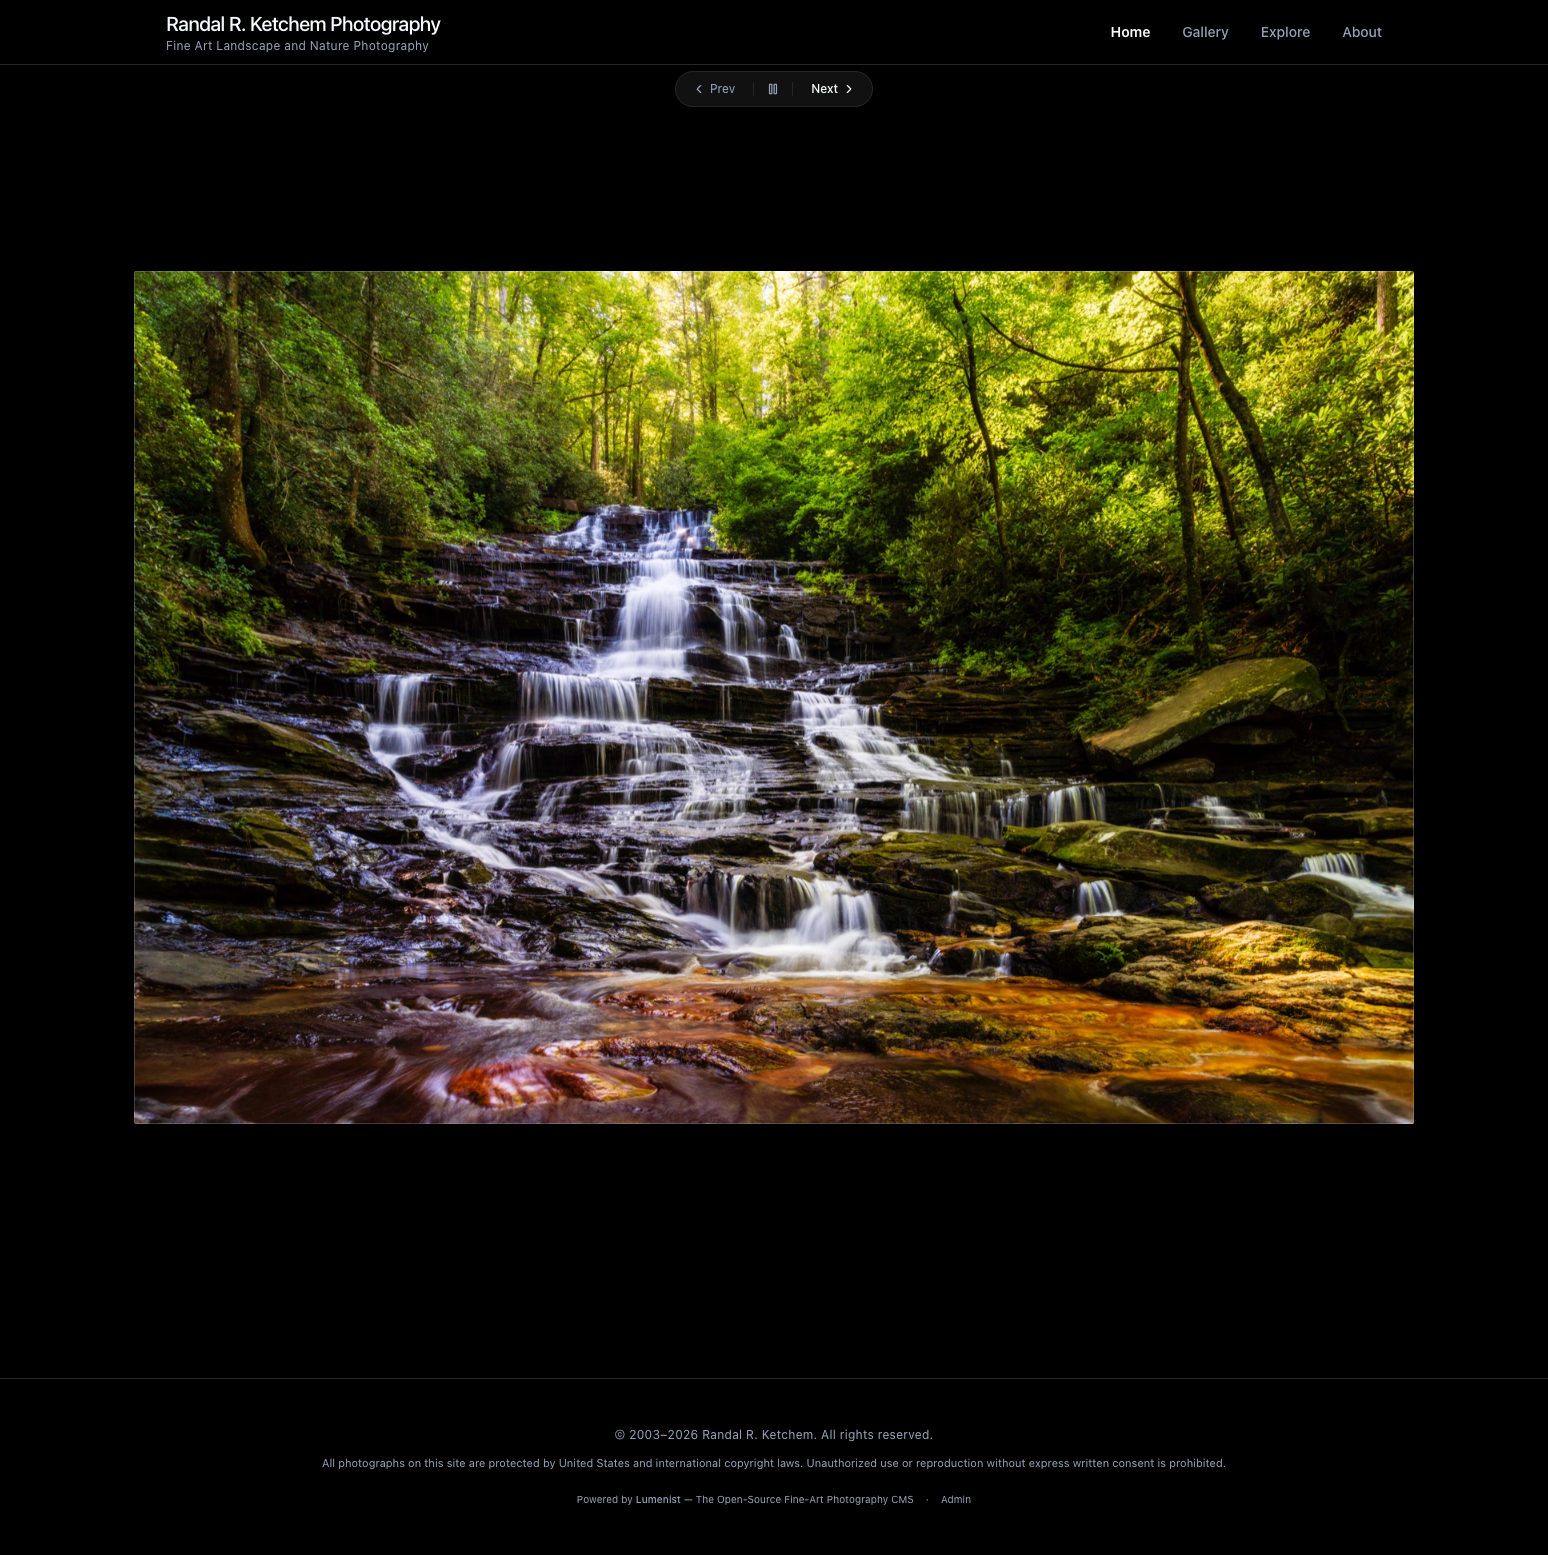 Randal R. Ketchem Photography
Fine Art Landscape and Nature Photography
Home Gallery Explore About
Prev Next
© 2003–2026 Randal R. Ketchem. All rights reserved.
All photographs on this site are protected by United States and international copyright laws. Unauthorized use or reproduction without express written consent is prohibited.
Powered by Lumenist — The Open-Source Fine-Art Photography CMS · Admin